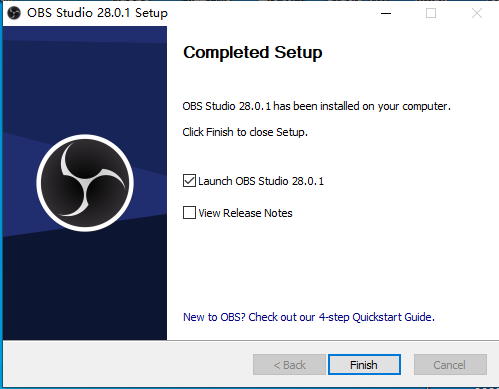 OBS Studio 28.0.1 Setup
Completed Setup
OBS Studio 28.0.1 has been installed on your computer.
Click Finish to close Setup.
Launch OBS Studio 28.0.1
View Release Notes
New to OBS? Check out our 4-step Quickstart Guide.
< Back
Finish
Cancel